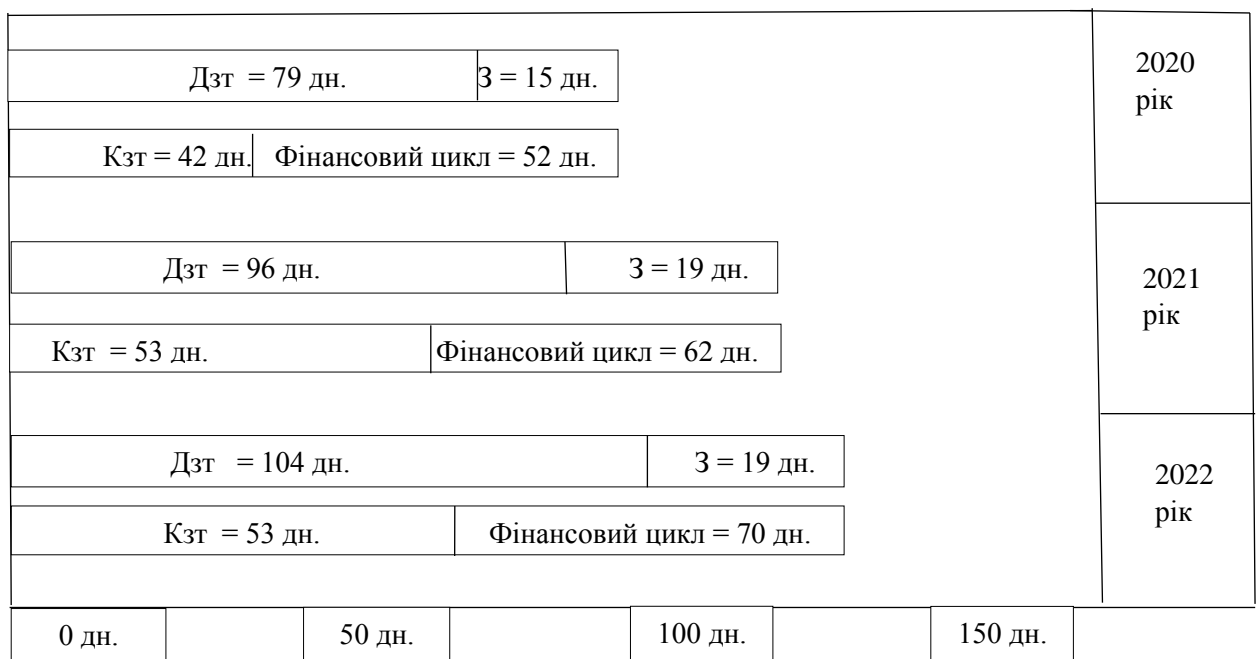 Дзт = 79 дн.
З = 15 дн.
2020
рік
Кзт = 42 дн.
Фінансовий цикл = 52 дн.
Дзт = 96 дн.
З = 19 дн.
2021
рік
Кзт = 53 дн.
Фінансовий цикл = 62 дн.
Дзт = 104 дн.
З = 19 дн.
2022
рік
Кзт = 53 дн.
Фінансовий цикл = 70 дн.
0 дн.
50 дн.
100 дн.
150 дн.